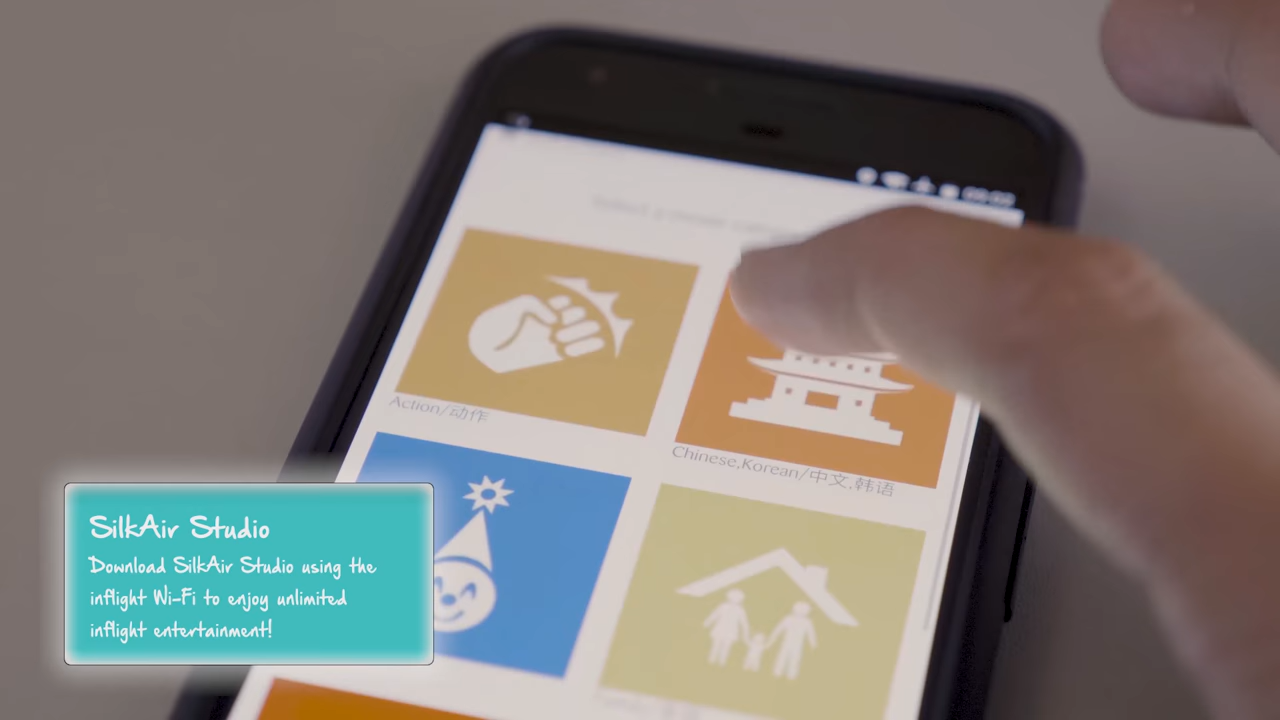 Action/动作
Chinese,Korean/中文,韩语
SilkAir Studio
Download SilkAir Studio using the
inflight Wi-Fi to enjoy unlimited
inflight entertainment!